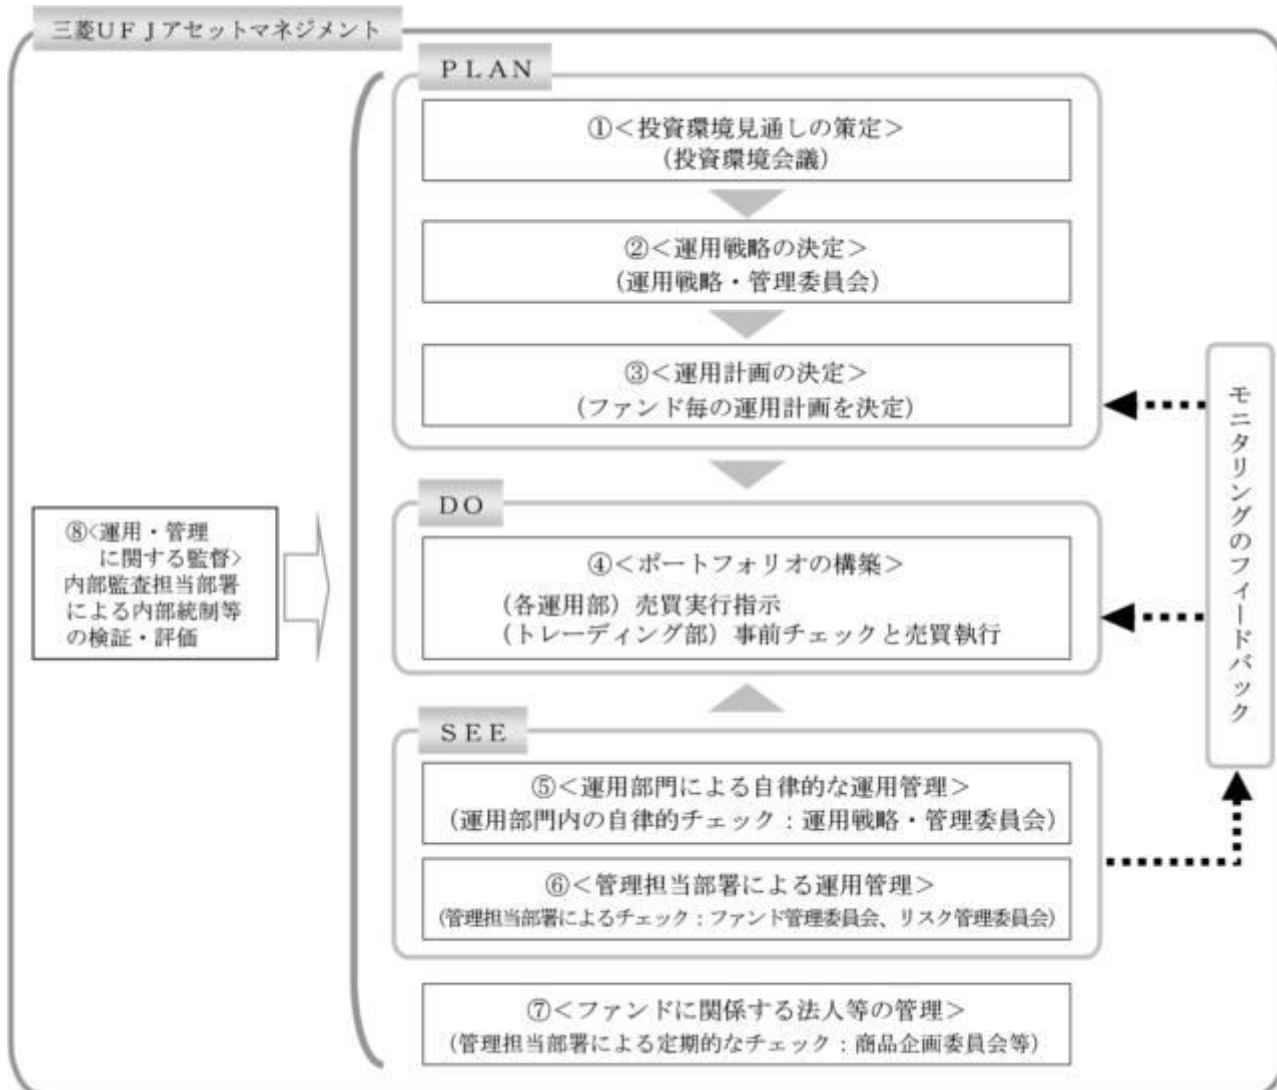 三菱ＵＦＪアセットマネジメント
ＰＬＡＮ
①＜投資環境見通しの策定＞
（投資環境会議）
②＜運用戦略の決定＞
（運用戦略・管理委員会）
③＜運用計画の決定＞
（ファンド毎の運用計画を決定）
ＤＯ
④＜ポートフォリオの構築＞
（各運用部）売買実行指示
（トレーディング部）事前チェックと売買執行
ＳＥＥ
⑤＜運用部門による自律的な運用管理＞
（運用部門内の自律的チェック：運用戦略・管理委員会）
⑥＜管理担当部署による運用管理＞
（管理担当部署によるチェック：ファンド管理委員会、リスク管理委員会）
⑦＜ファンドに関係する法人等の管理＞
（管理担当部署による定期的なチェック：商品企画委員会等）
⑧<運用・管理
に関する監督>
内部監査担当部署
による内部統制等
の検証・評価
モニタリングのフィードバック